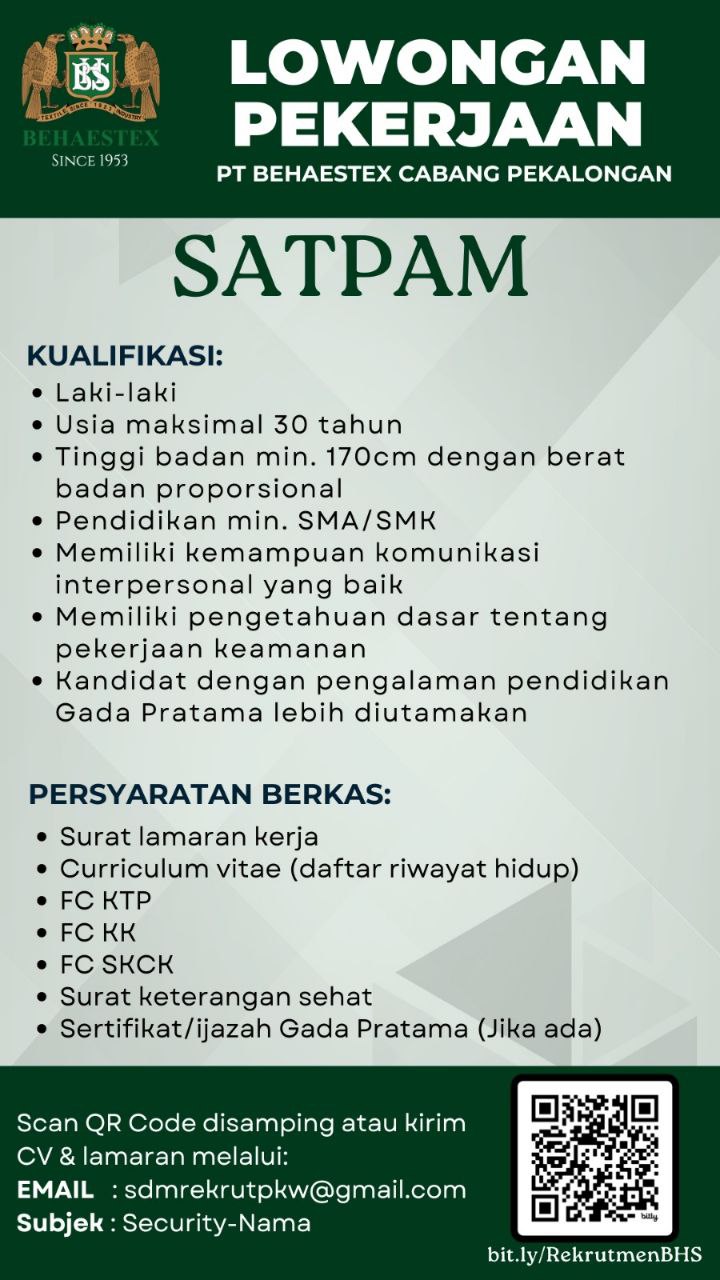 BHS
TEXTILE SINCE 1953 INDUSTRY
BEHAESTEX
SINCE 1953
LOWONGAN
PEKERJAAN
PT BEHAESTEX CABANG PEKALONGAN
SATPAM
KUALIFIKASI:
• Laki-laki
• Usia maksimal 30 tahun
• Tinggi badan min. 170cm dengan berat
badan proporsional
• Pendidikan min. SMA/SMK
• Memiliki kemampuan komunikasi
interpersonal yang baik
• Memiliki pengetahuan dasar tentang
pekerjaan keamanan
• Kandidat dengan pengalaman pendidikan
Gada Pratama lebih diutamakan
PERSYARATAN BERKAS:
• Surat lamaran kerja
• Curriculum vitae (daftar riwayat hidup)
• FC KTP
• FC KK
• FC SKCK
• Surat keterangan sehat
• Sertifikat/ijazah Gada Pratama (Jika ada)
Scan QR Code disamping atau kirim
CV & lamaran melalui:
EMAIL : sdmrekrutpkw@gmail.com
Subjek : Security-Nama
bitly
bit.ly/RekrutmenBHS